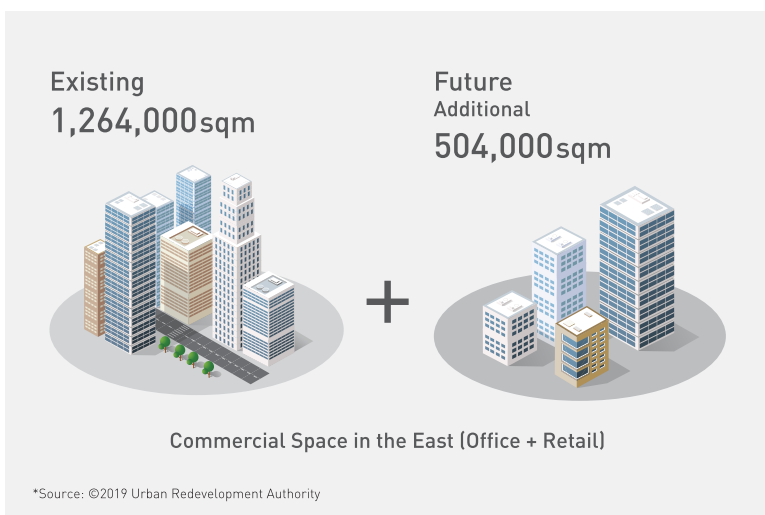 Existing
1,264,000sqm
Future
Additional
504,000sqm
+
Commercial Space in the East (Office + Retail)
*Source: ©2019 Urban Redevelopment Authority